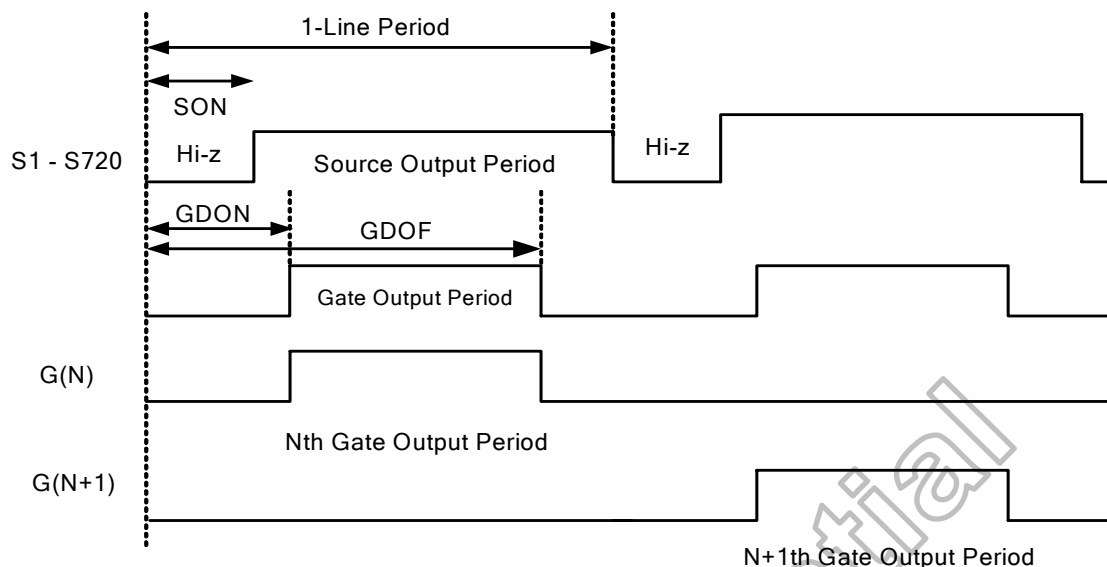 1-Line Period
SON
S1 - S720
Hi-z
Source Output Period
Hi-z
GDON
GDOF
Gate Output Period
G(N)
Nth Gate Output Period
G(N+1)
N+1th Gate Output Period
tial